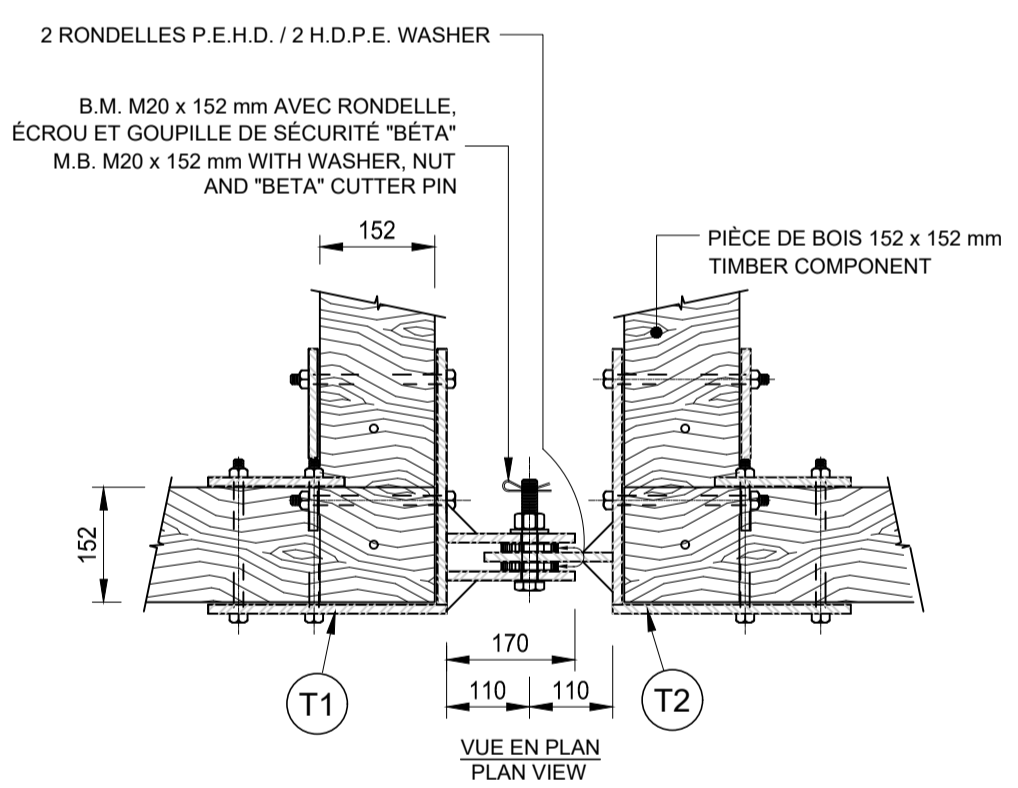 2 RONDELLES P.E.H.D. / 2 H.D.P.E. WASHER
B.M. M20 x 152 mm AVEC RONDELLE,
ÉCROU ET GOUPILLE DE SÉCURITÉ "BÉTA"
M.B. M20 x 152 mm WITH WASHER, NUT
AND "BETA" CUTTER PIN
152
PIÈCE DE BOIS 152 x 152 mm
TIMBER COMPONENT
152
170
110
110
T1
T2
VUE EN PLAN
PLAN VIEW